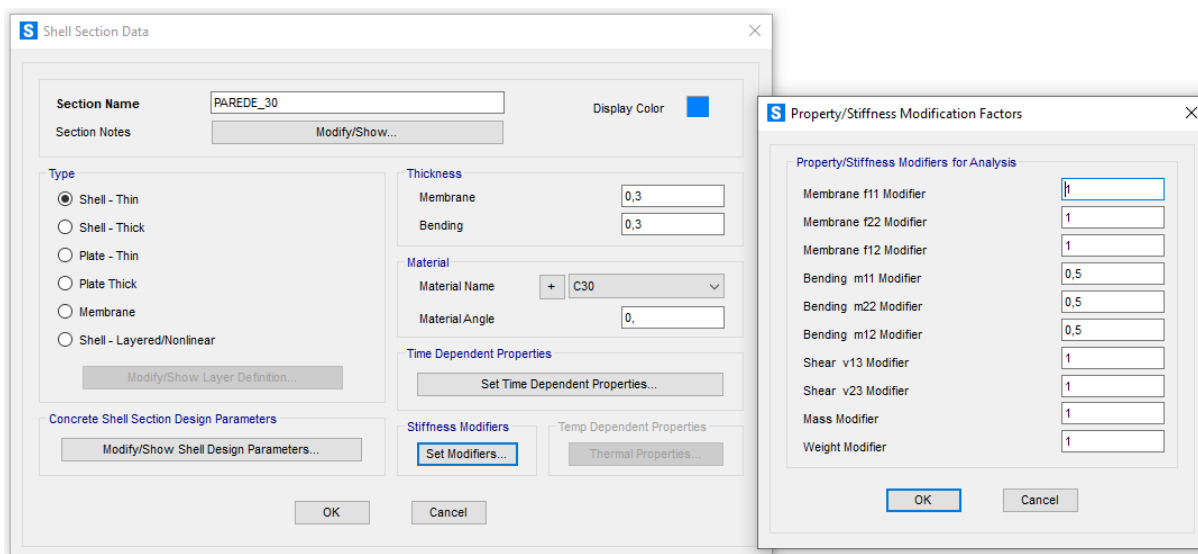 S Shell Section Data
Section Name PAREDE_30 Display Color
Section Notes Modify/Show...
Type
Shell - Thin
Shell - Thick
Plate - Thin
Plate Thick
Membrane
Shell - Layered/Nonlinear
Modify/Show Layer Definition...
Thickness
Membrane 0,3
Bending 0,3
Material
Material Name + C30
Material Angle 0,
Time Dependent Properties
Set Time Dependent Properties...
Concrete Shell Section Design Parameters
Modify/Show Shell Design Parameters...
Stiffness Modifiers
Set Modifiers...
Temp Dependent Properties
Thermal Properties...
OK Cancel
S Property/Stiffness Modification Factors
Property/Stiffness Modifiers for Analysis
Membrane f11 Modifier 1
Membrane f22 Modifier 1
Membrane f12 Modifier 1
Bending m11 Modifier 0,5
Bending m22 Modifier 0,5
Bending m12 Modifier 0,5
Shear v13 Modifier 1
Shear v23 Modifier 1
Mass Modifier 1
Weight Modifier 1
OK Cancel